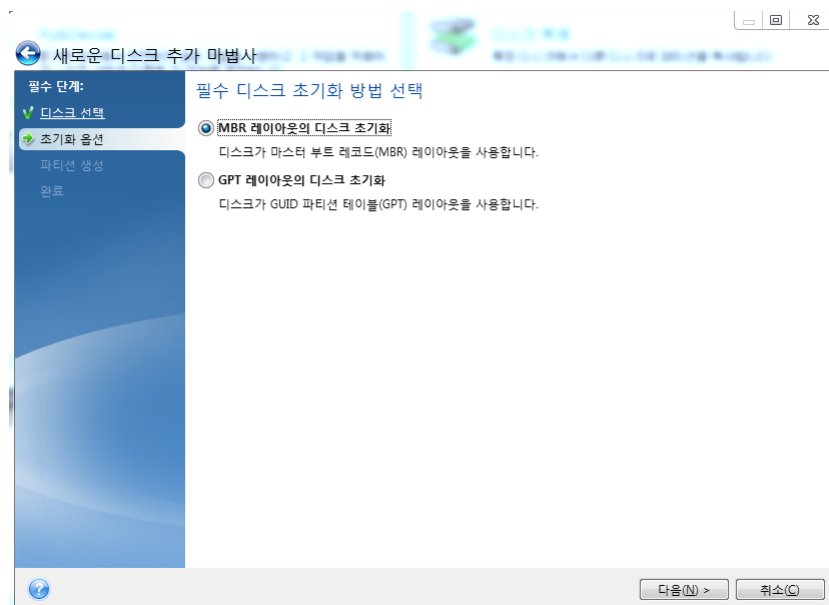 새로운 디스크 추가 마법사
필수 단계:
디스크 선택
초기화 옵션
파티션 생성
완료
필수 디스크 초기화 방법 선택
MBR 레이아웃의 디스크 초기화
디스크가 마스터 부트 레코드(MBR) 레이아웃을 사용합니다.
GPT 레이아웃의 디스크 초기화
디스크가 GUID 파티션 테이블(GPT) 레이아웃을 사용합니다.
다음(N) >
취소(C)